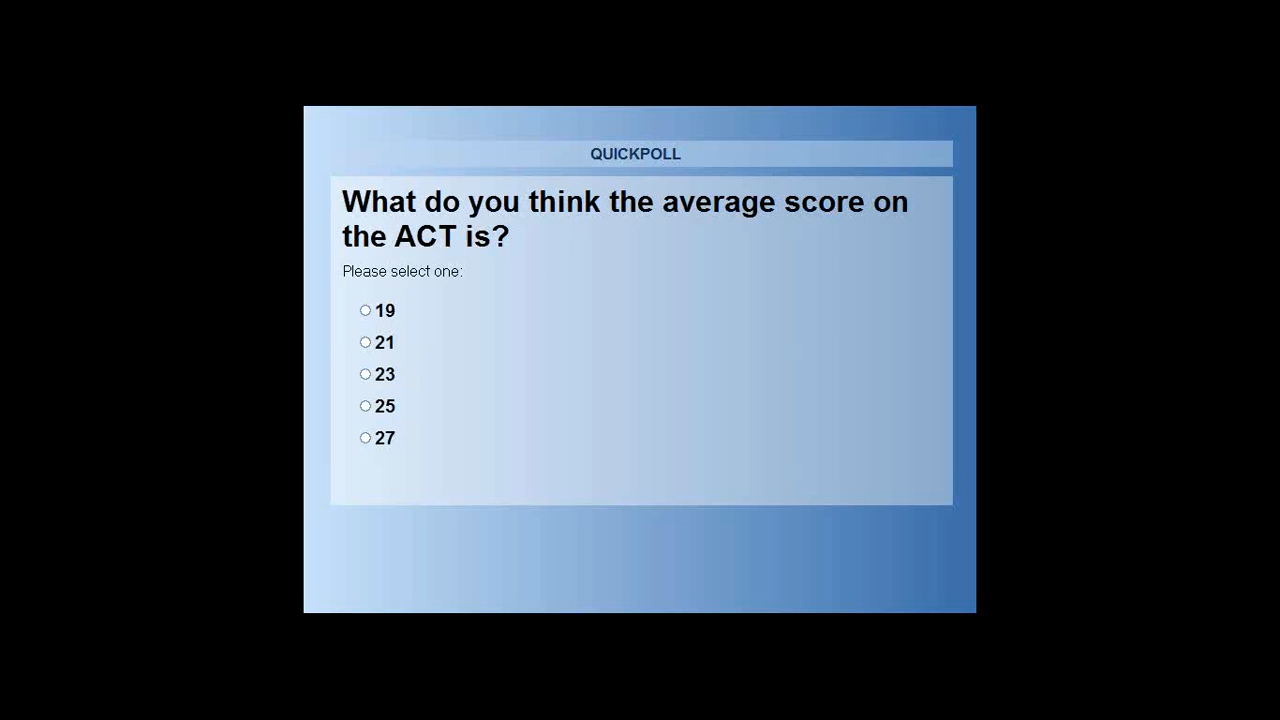 QUICKPOLL
What do you think the average score on
the ACT is?
Please select one:
19
21
23
25
27